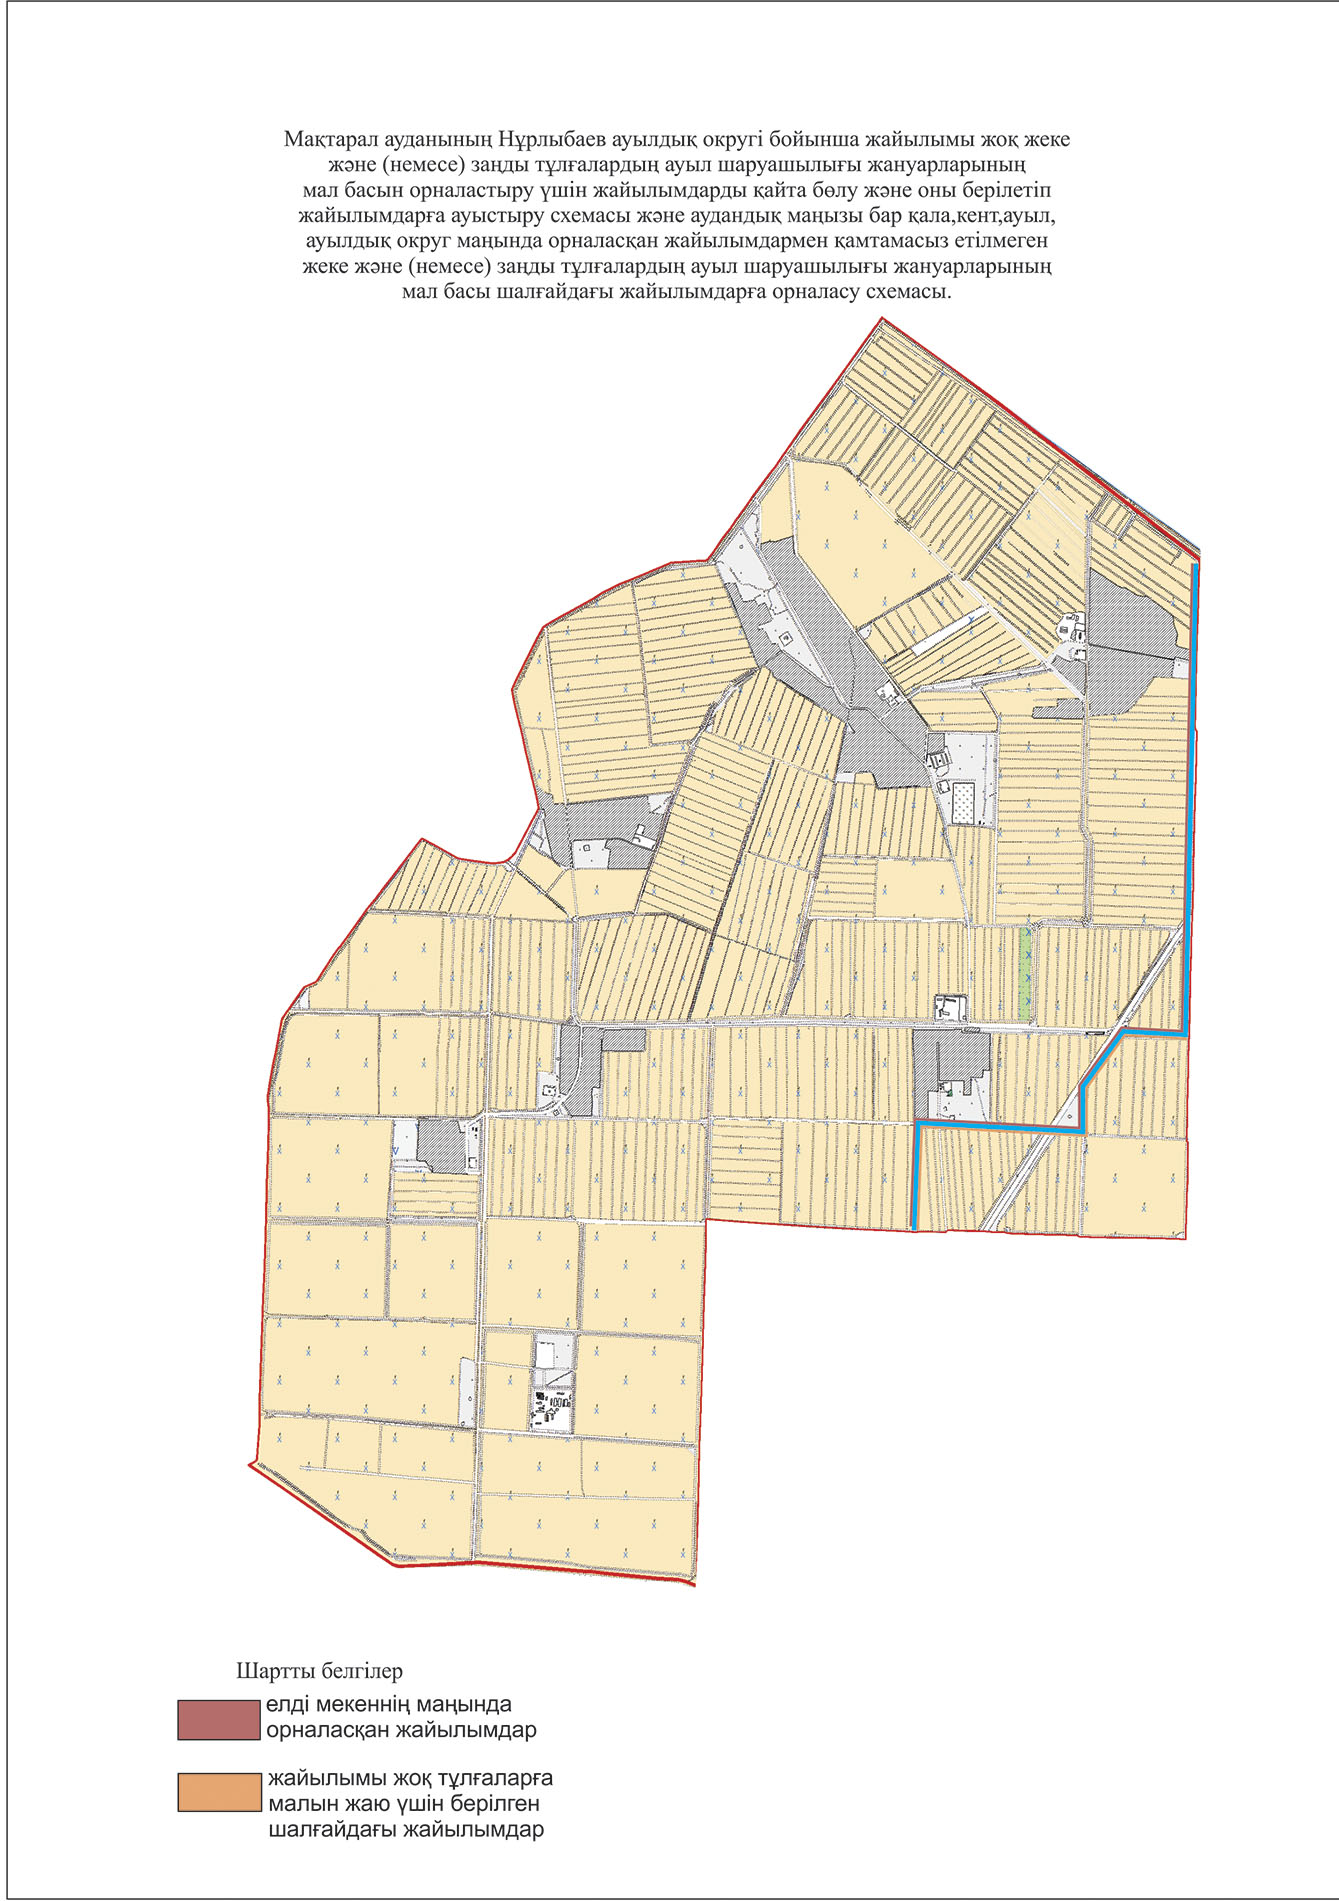 Мақтарал ауданының Нұрлыбаев ауылдық округі бойынша жайылымы жоқ жеке
және (немесе) заңды тұлғалардың ауыл шаруашылығы жануарларының
мал басын орналастыру үшін жайылымдарды қайта бөлу және оны берілетіп
жайылымдарға ауыстыру схемасы және аудандық маңызы бар қала,кент,ауыл,
ауылдық округ маңында орналасқан жайылымдармен қамтамасыз етілмеген
жеке және (немесе) заңды тұлғалардың ауыл шаруашылығы жануарларының
мал басы шалғайдағы жайылымдарға орналасу схемасы.
Шартты белгілер
елді мекеннің маңында
орналасқан жайылымдар
жайылымы жоқ тұлғаларға
малын жаю үшін берілген
шалғайдағы жайылымдар